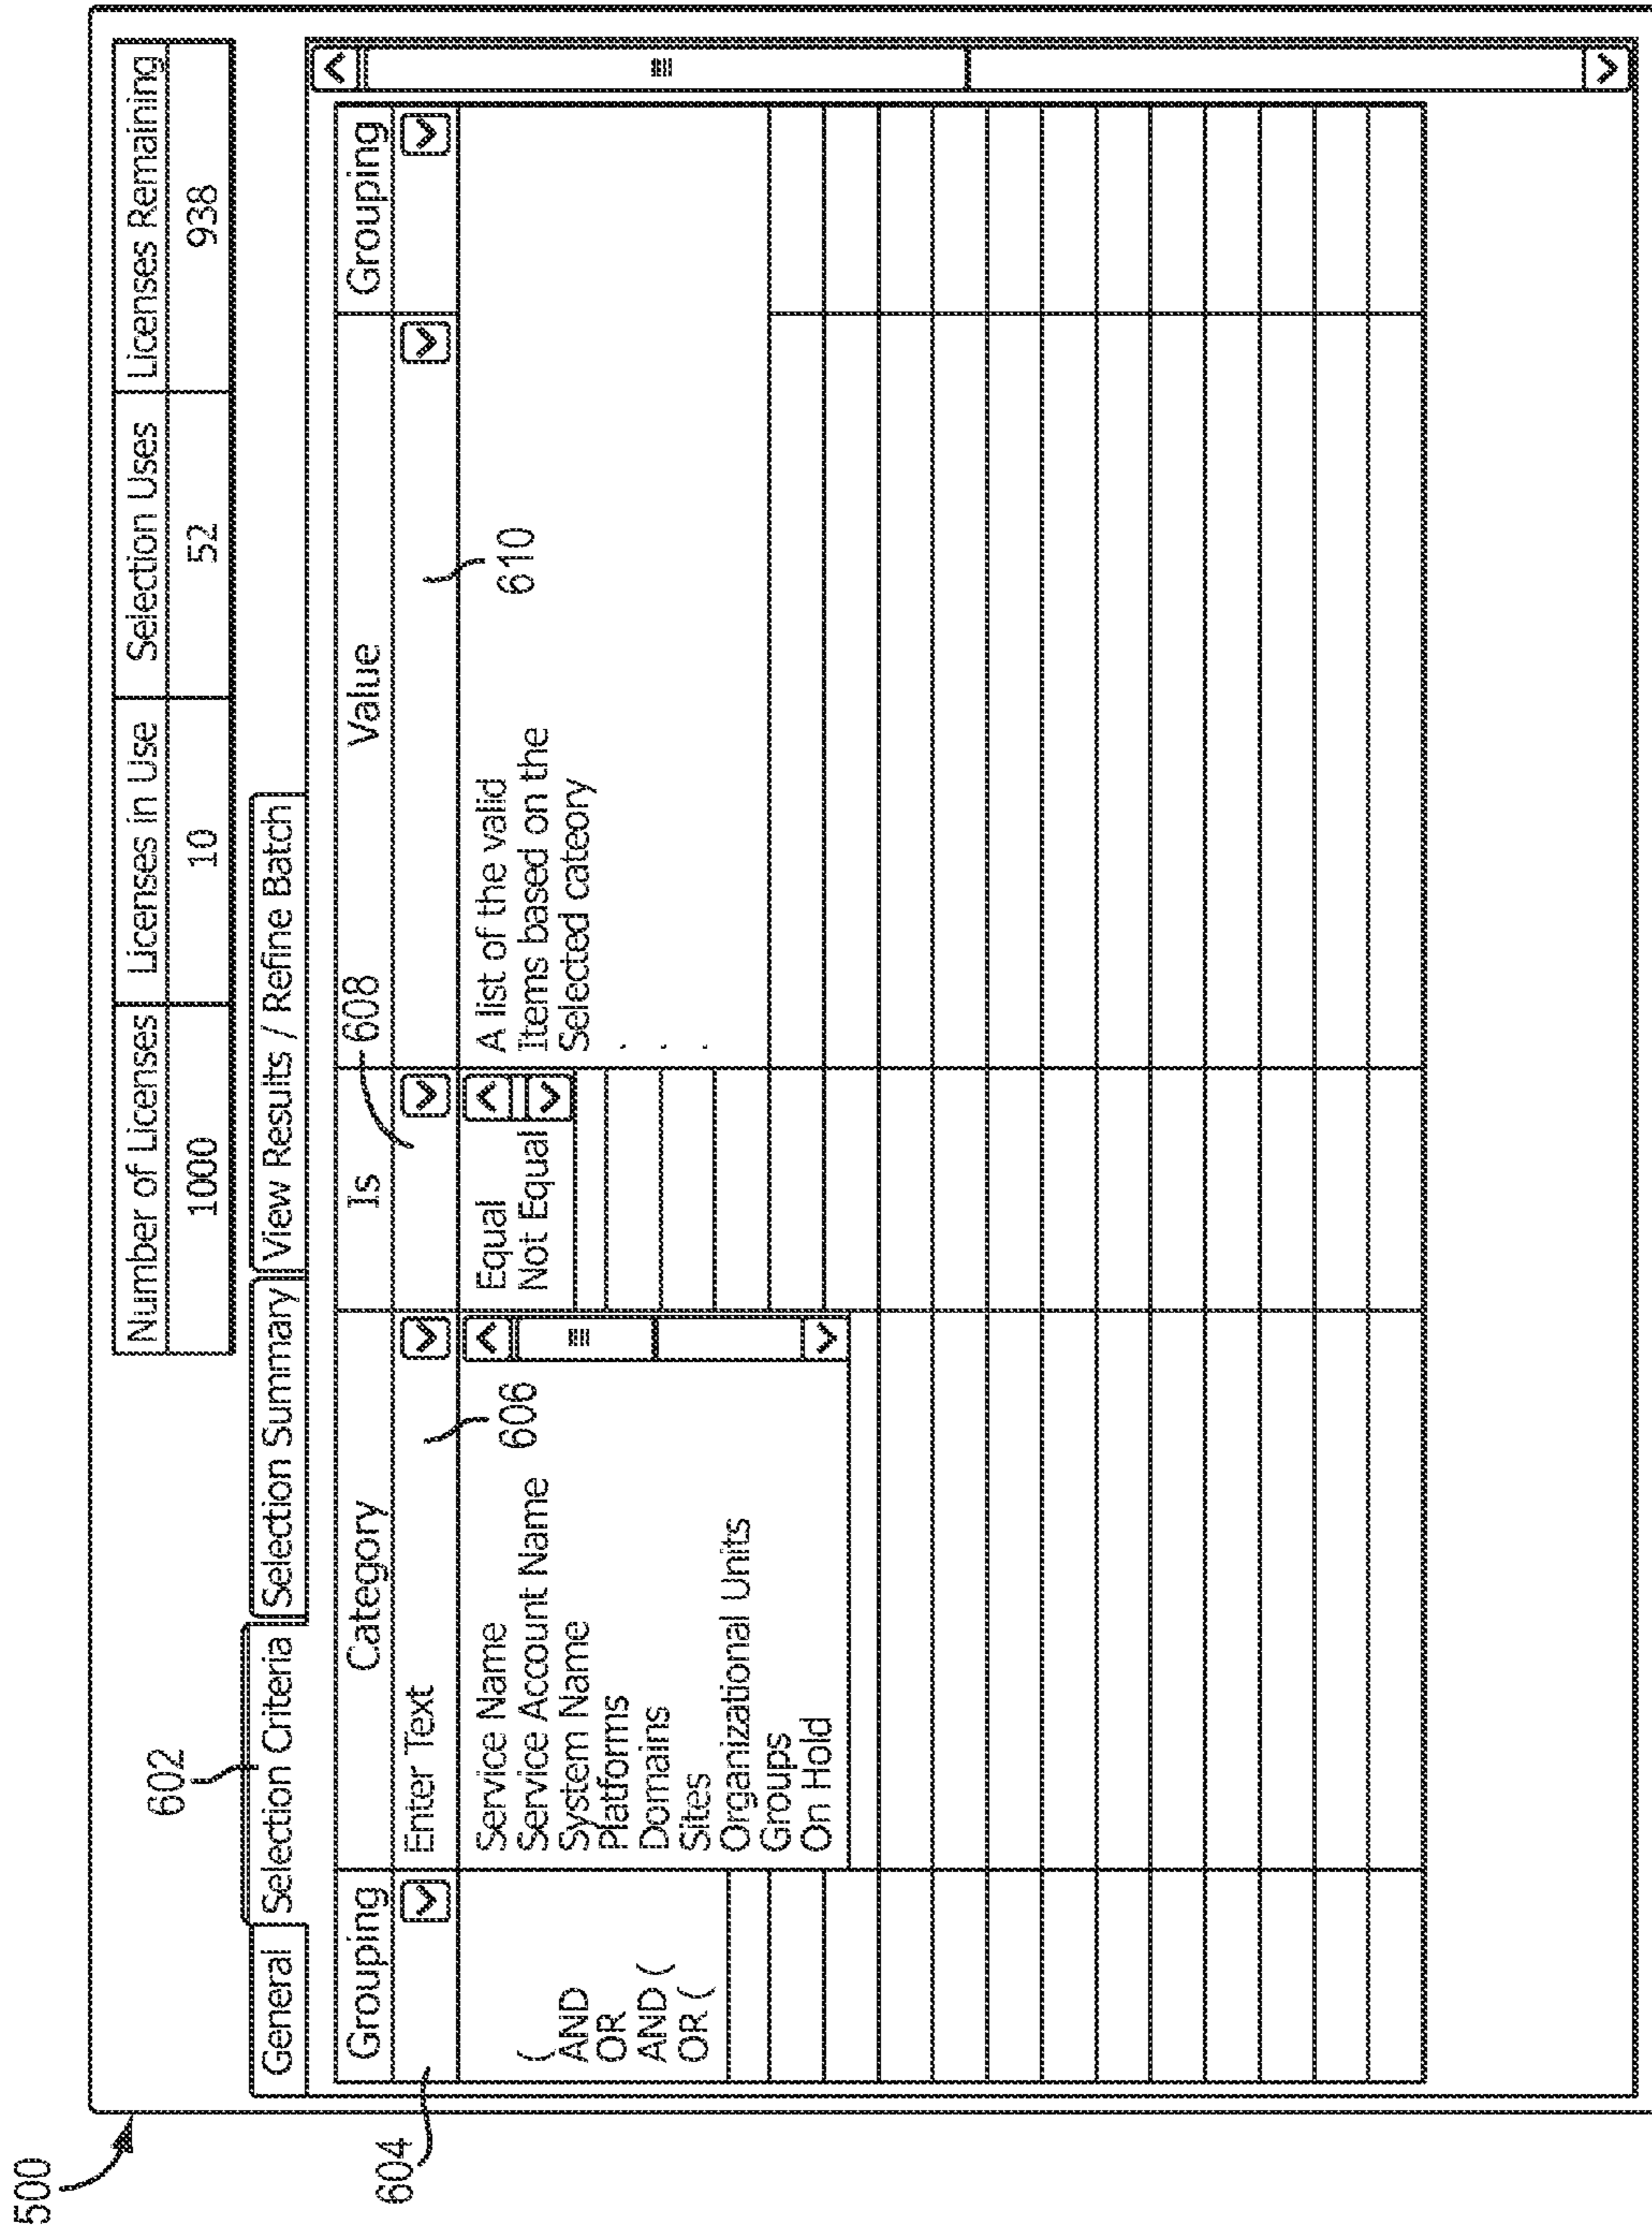 500
Number of Licenses Licenses in Use Selection Uses Licenses Remaining
1000 10 52 938
602
General Selection Criteria Selection Summary View Results / Refine Batch
Grouping Category Is 608 Value Grouping
604
Enter Text
606
610
(
AND
OR
AND (
OR (
Service Name
Service Account Name
System Name
Platforms
Domains
Sites
Organizational Units
Groups
On Hold
Equal
Not Equal
A list of the valid
Items based on the
Selected cateory
.
.
.